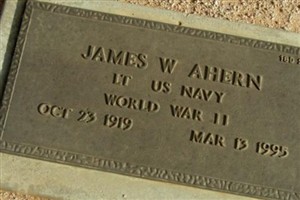 JAMES W AHERN
LT US NAVY
WORLD WAR II
OCT 23 1919 MAR 13 1995